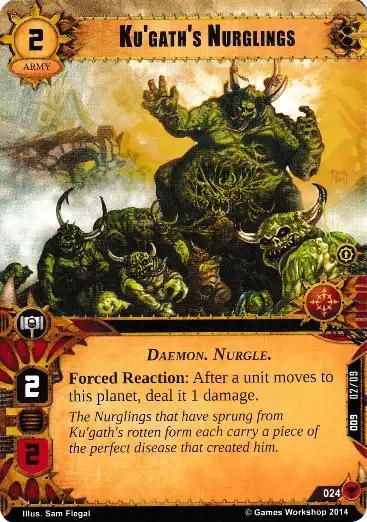 2
ARMY
KU'GATH'S NURGLINGS
2
2
DAEMON. NURGLE.
Forced Reaction: After a unit moves to
this planet, deal it 1 damage.
The Nurglings that have sprung from
Ku'gath's rotten form each carry a piece of
the perfect disease that created him.
009 02/09
024
Illus. Sam Flegal
© Games Workshop 2014